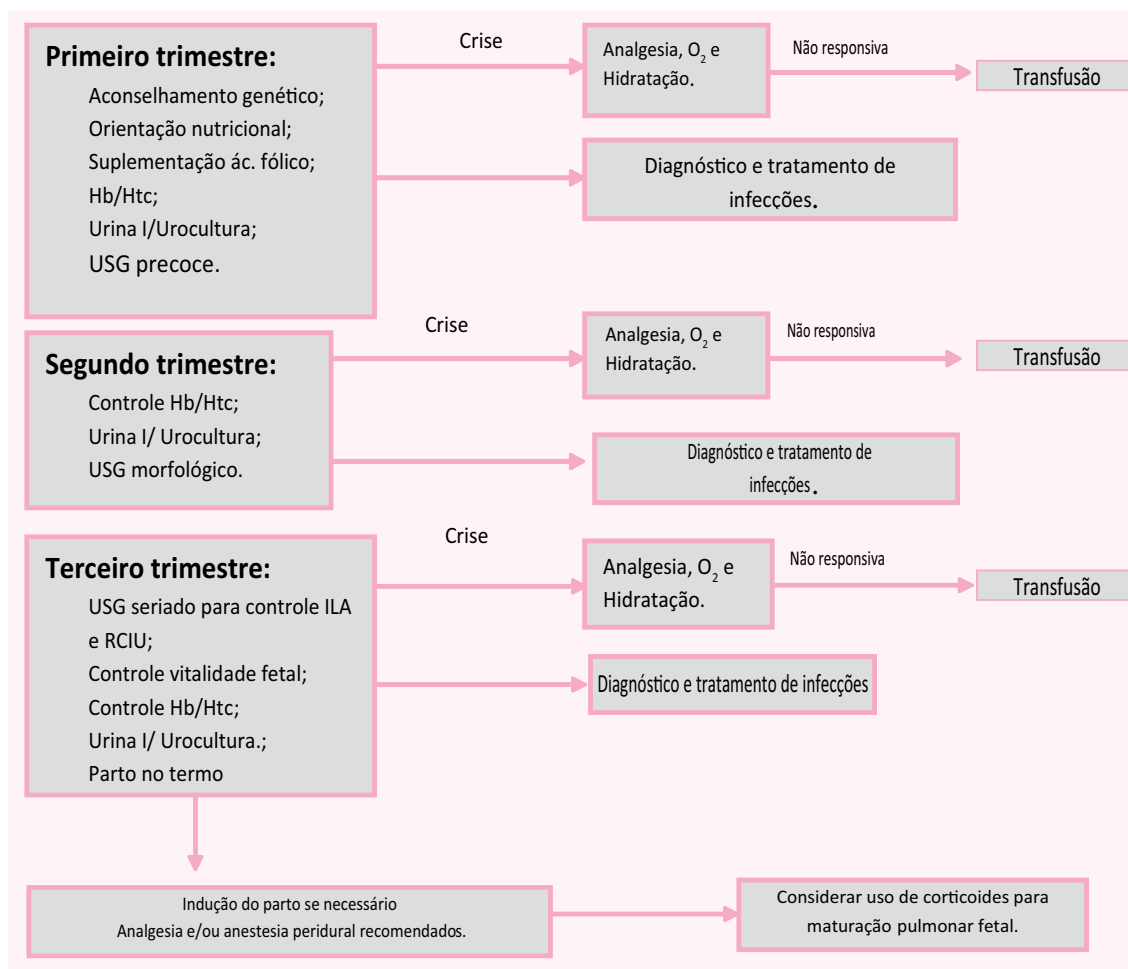 Primeiro trimestre:
Aconselhamento genético;
Orientação nutricional;
Suplementação ác. fólico;
Hb/Htc;
Urina I/Urocultura;
USG precoce.
Crise
Analgesia, O₂ e
Hidratação.
Não responsiva
Transfusão
Diagnóstico e tratamento de
infecções.
Segundo trimestre:
Controle Hb/Htc;
Urina I/ Urocultura;
USG morfológico.
Crise
Analgesia, O₂ e
Hidratação.
Não responsiva
Transfusão
Diagnóstico e tratamento de
infecções.
Terceiro trimestre:
USG seriado para controle ILA
e RCIU;
Controle vitalidade fetal;
Controle Hb/Htc;
Urina I/ Urocultura.;
Parto no termo
Crise
Analgesia, O₂ e
Hidratação.
Não responsiva
Transfusão
Diagnóstico e tratamento de infecções
Indução do parto se necessário
Analgesia e/ou anestesia peridural recomendados.
Considerar uso de corticoides para
maturação pulmonar fetal.